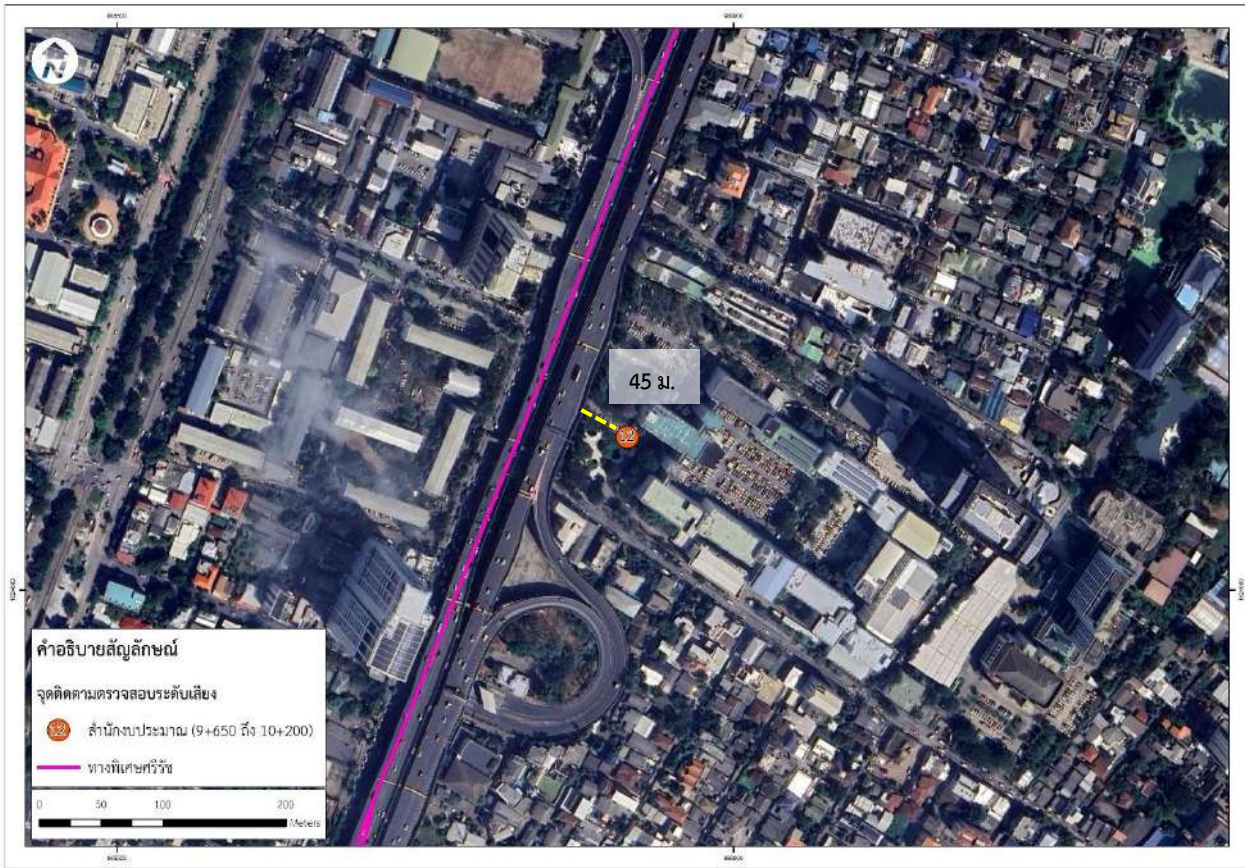 N
45 ม.
12
คำอธิบายสัญลักษณ์
จุดติดตามตรวจสอบระดับเสียง
12 สำนักงบประมาณ (9+650 ถึง 10+200)
ทางพิเศษศรีรัช
0 50 100 200
Meters